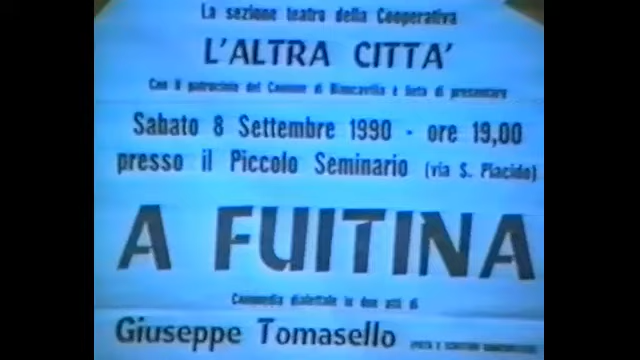 La sezione teatro della Cooperativa
L'ALTRA CITTA'
Con il patrocinio del Comune di Biancavilla è lieta di presentare
Sabato 8 Settembre 1990 - ore 19,00
presso il Piccolo Seminario (via S. Placido)
A FUITINA
Commedia dialettale in due atti di
Giuseppe Tomasello